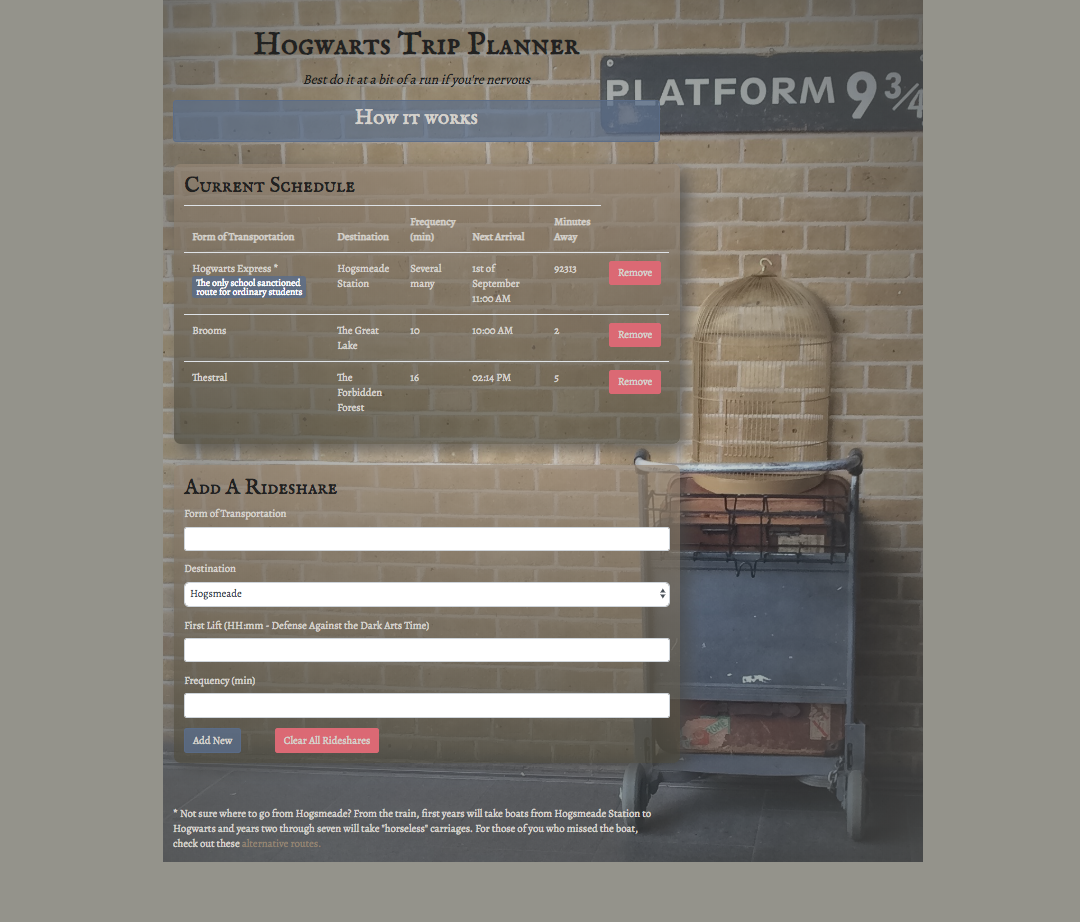 Hogwarts Trip Planner
Best do it at a bit of a run if you're nervous
PLATFORM 9 3/4
How it works
Current Schedule
Form of Transportation Destination Frequency (min) Next Arrival Minutes Away
Hogwarts Express * Hogsmeade Station Several many 1st of September 11:00 AM 92313 Remove
The only school sanctioned
route for ordinary students
Brooms The Great Lake 10 10:00 AM 2 Remove
Thestral The Forbidden Forest 16 02:14 PM 5 Remove
Add A Rideshare
Form of Transportation
Destination
Hogsmeade
First Lift (HH:mm - Defense Against the Dark Arts Time)
Frequency (min)
Add New Clear All Rideshares
* Not sure where to go from Hogsmeade? From the train, first years will take boats from Hogsmeade Station to
Hogwarts and years two through seven will take "horseless" carriages. For those of you who missed the boat,
check out these alternative routes.